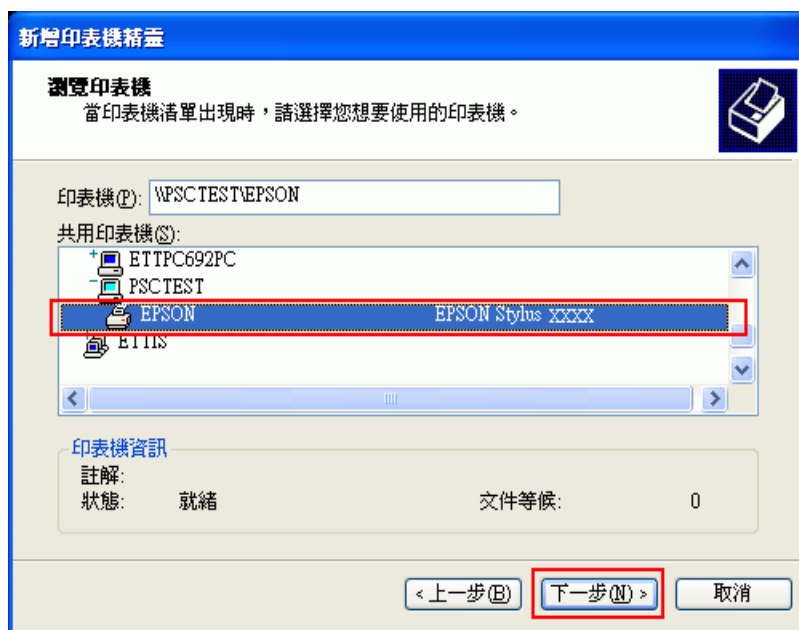 新增印表機精靈
瀏覽印表機
當印表機清單出現時，請選擇您想要使用的印表機。
印表機(P): \\PSCTEST\EPSON
共用印表機(S):
ETTPC692PC
PSCTEST
EPSON EPSON Stylus XXXX
ETTIS
印表機資訊
註解:
狀態: 就緒 文件等候: 0
< 上一步(B) 下一步(N) > 取消